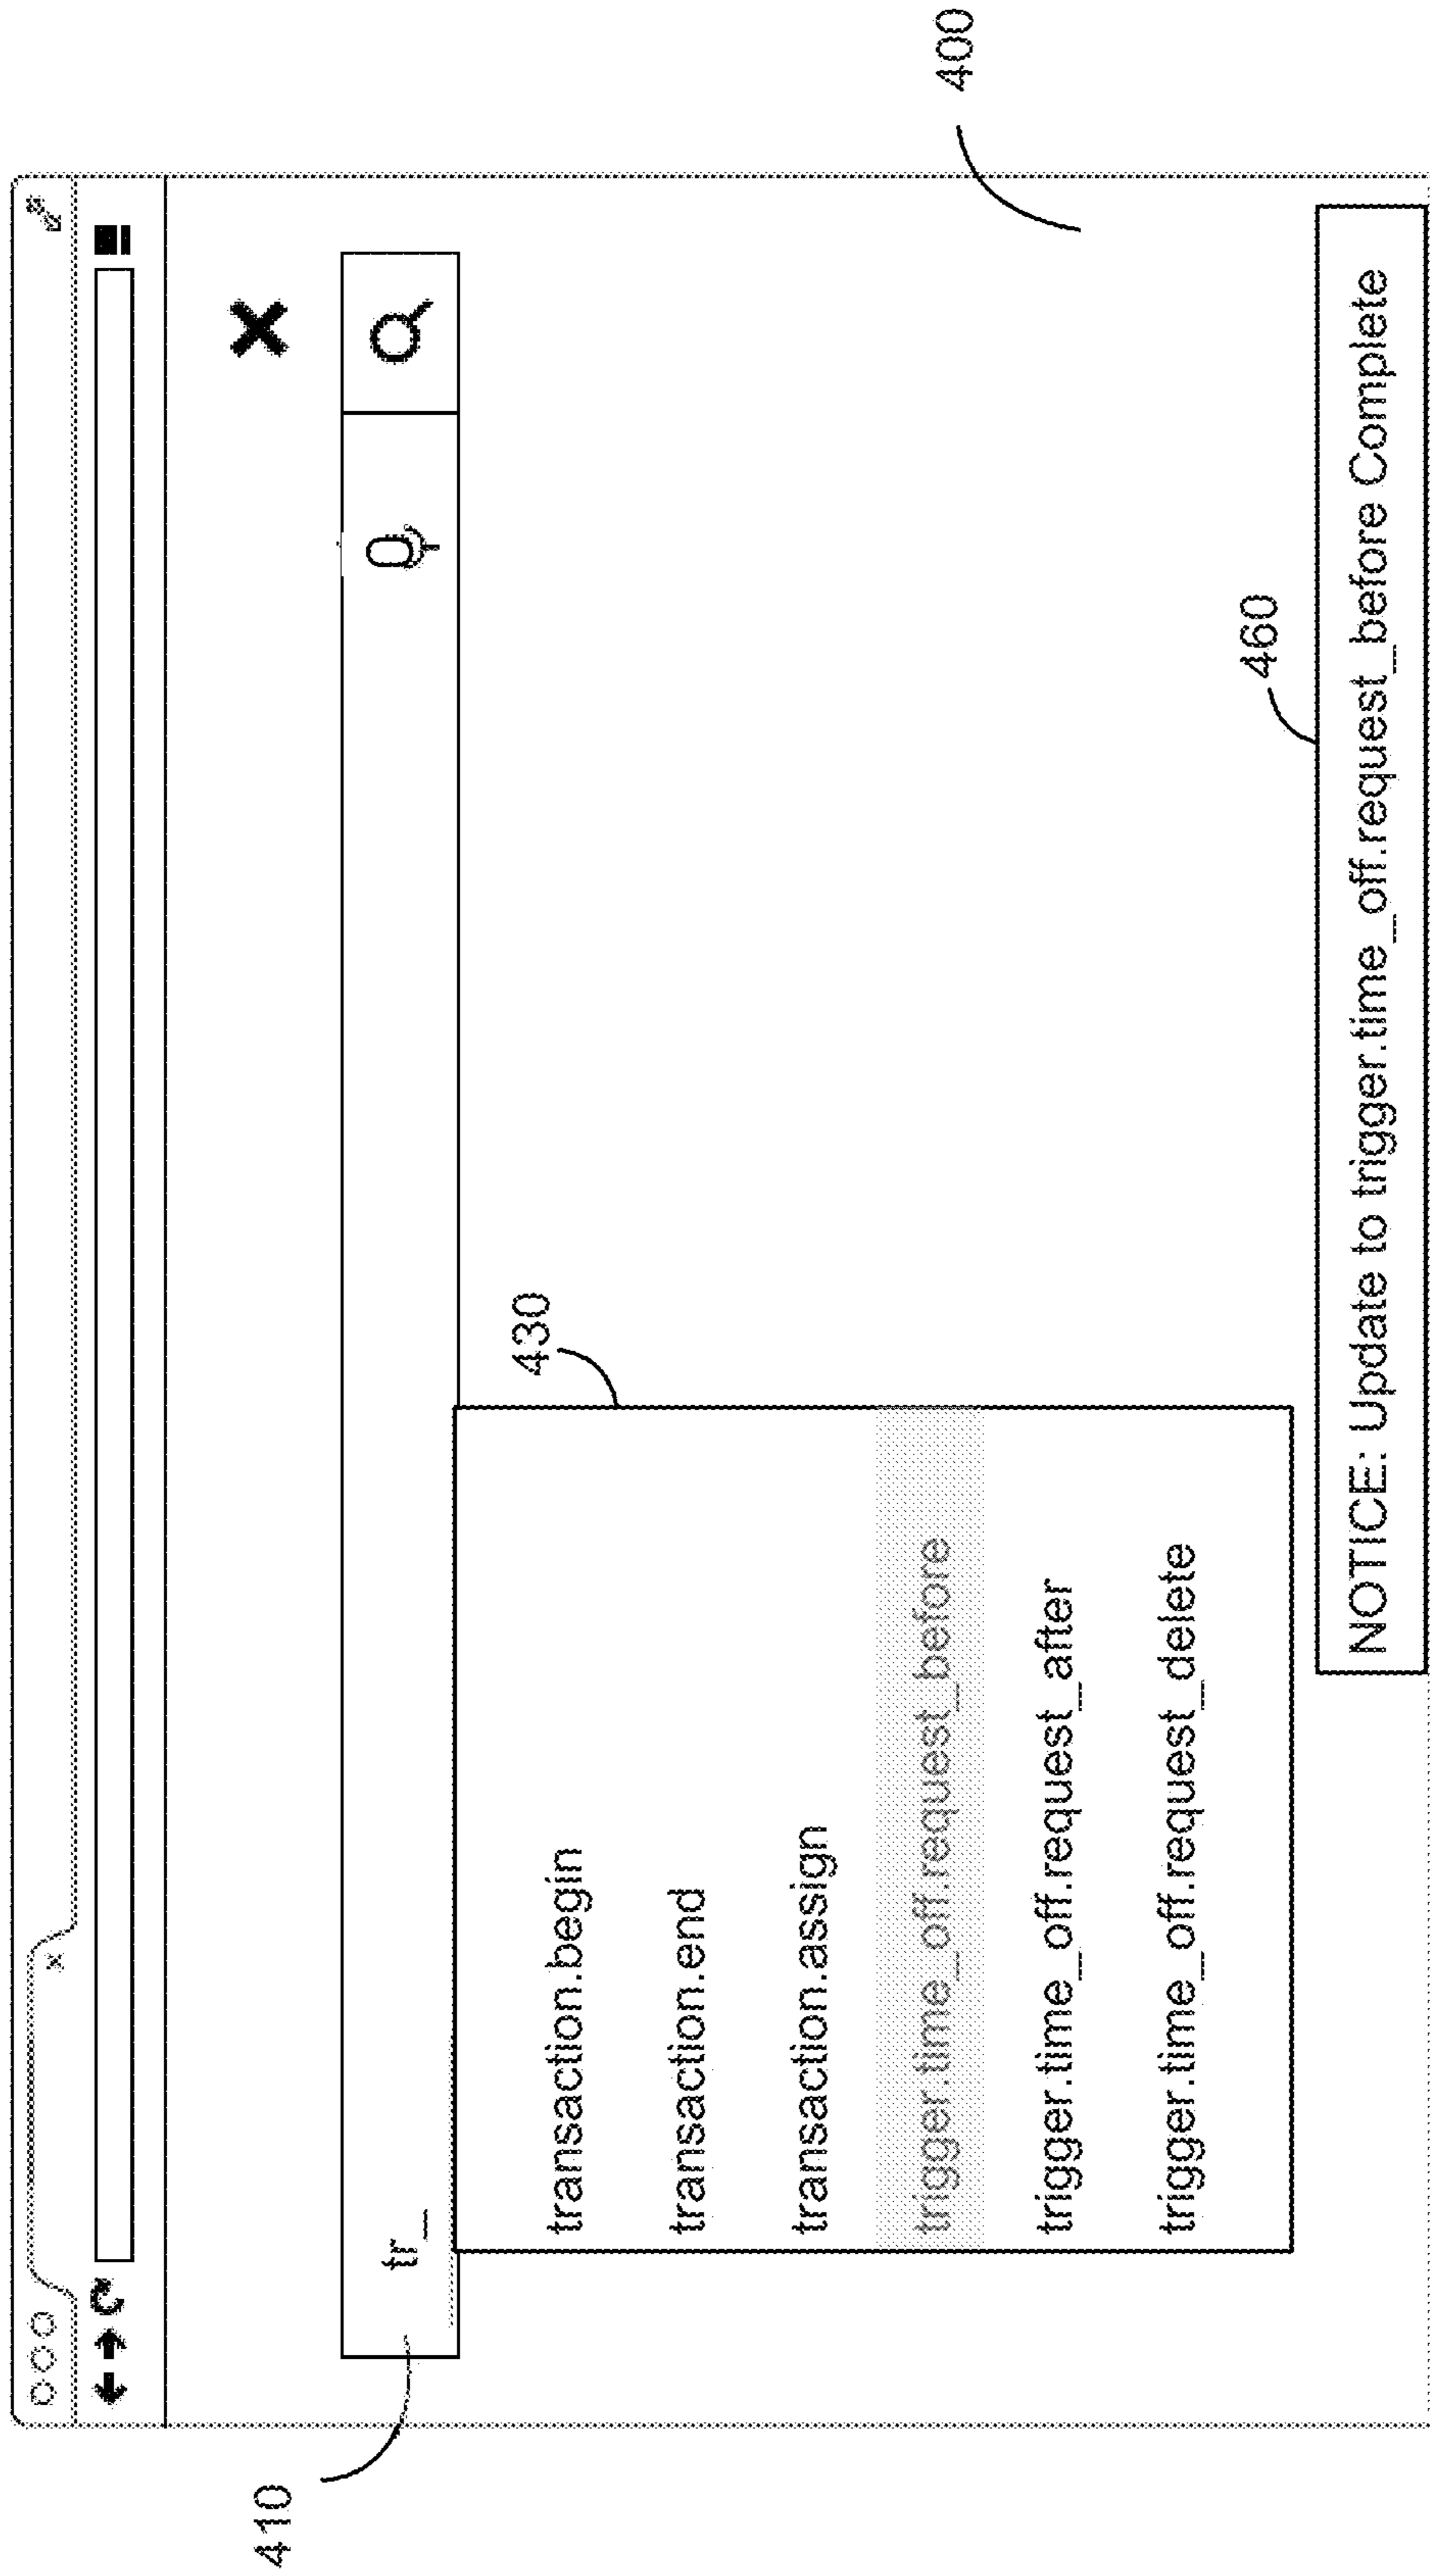 400
410
tr_
430
transaction.begin
transaction.end
transaction.assign
trigger.time_off.request_before
trigger.time_off.request_after
trigger.time_off.request_delete
460
NOTICE: Update to trigger.time_off.request_before Complete